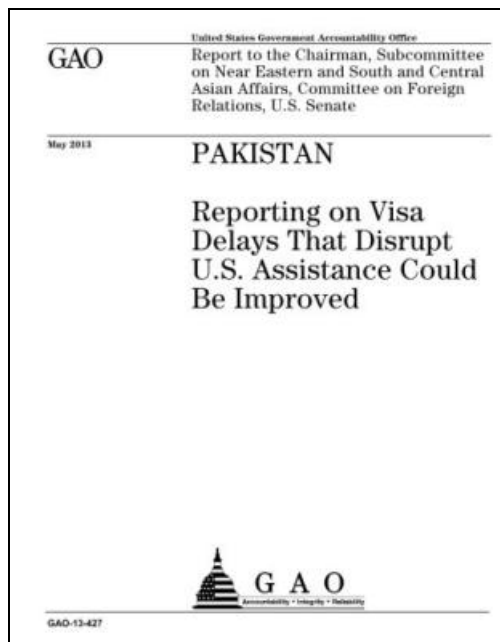 United States Government Accountability Office
GAO
Report to the Chairman, Subcommittee
on Near Eastern and South and Central
Asian Affairs, Committee on Foreign
Relations, U.S. Senate
May 2013
PAKISTAN
Reporting on Visa
Delays That Disrupt
U.S. Assistance Could
Be Improved
G A O
Accountability * Integrity * Reliability
GAO-13-427